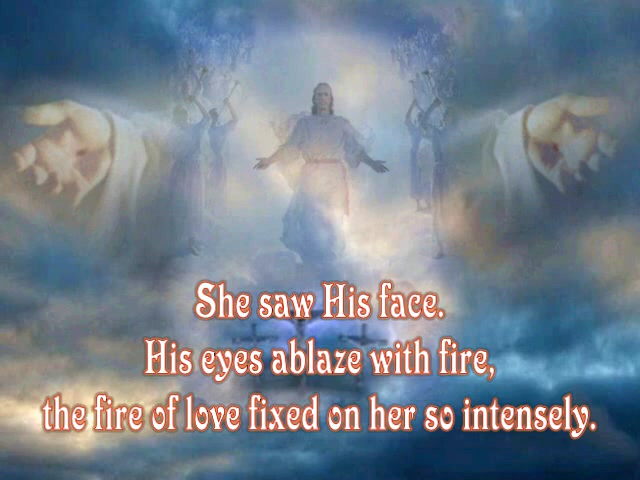 She saw His face.
His eyes ablaze with fire,
the fire of love fixed on her so intensely.